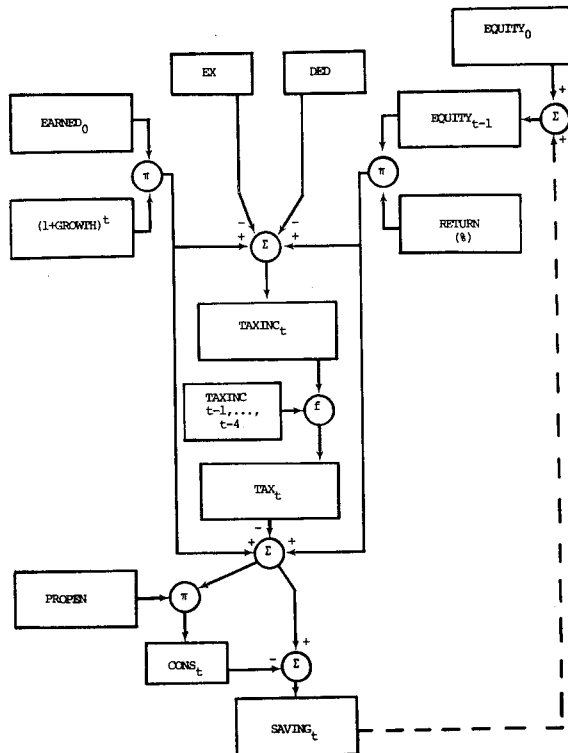 EQUITY₀
EX
DED
+
Σ
+
EARNED₀
EQUITYₜ₋₁
π
π
(1+GROWTH)ᵗ
RETURN
(%)
- -
+ Σ +
TAXINCₜ
TAXINC
t-1,...,
t-4
f
TAXₜ
-
+ Σ +
PROPEN
π
+
CONSₜ
- Σ
SAVINGₜ